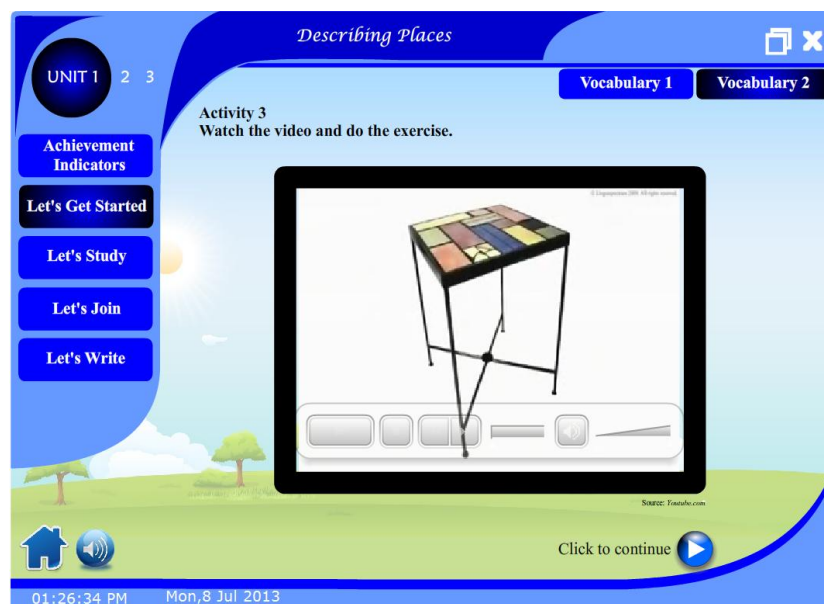 Describing Places
UNIT 1 2 3
Vocabulary 1
Vocabulary 2
Activity 3
Watch the video and do the exercise.
Achievement
Indicators
Let's Get Started
Let's Study
Let's Join
Let's Write
Source: Youtube.com
Click to continue
01:26:34 PM
Mon,8 Jul 2013